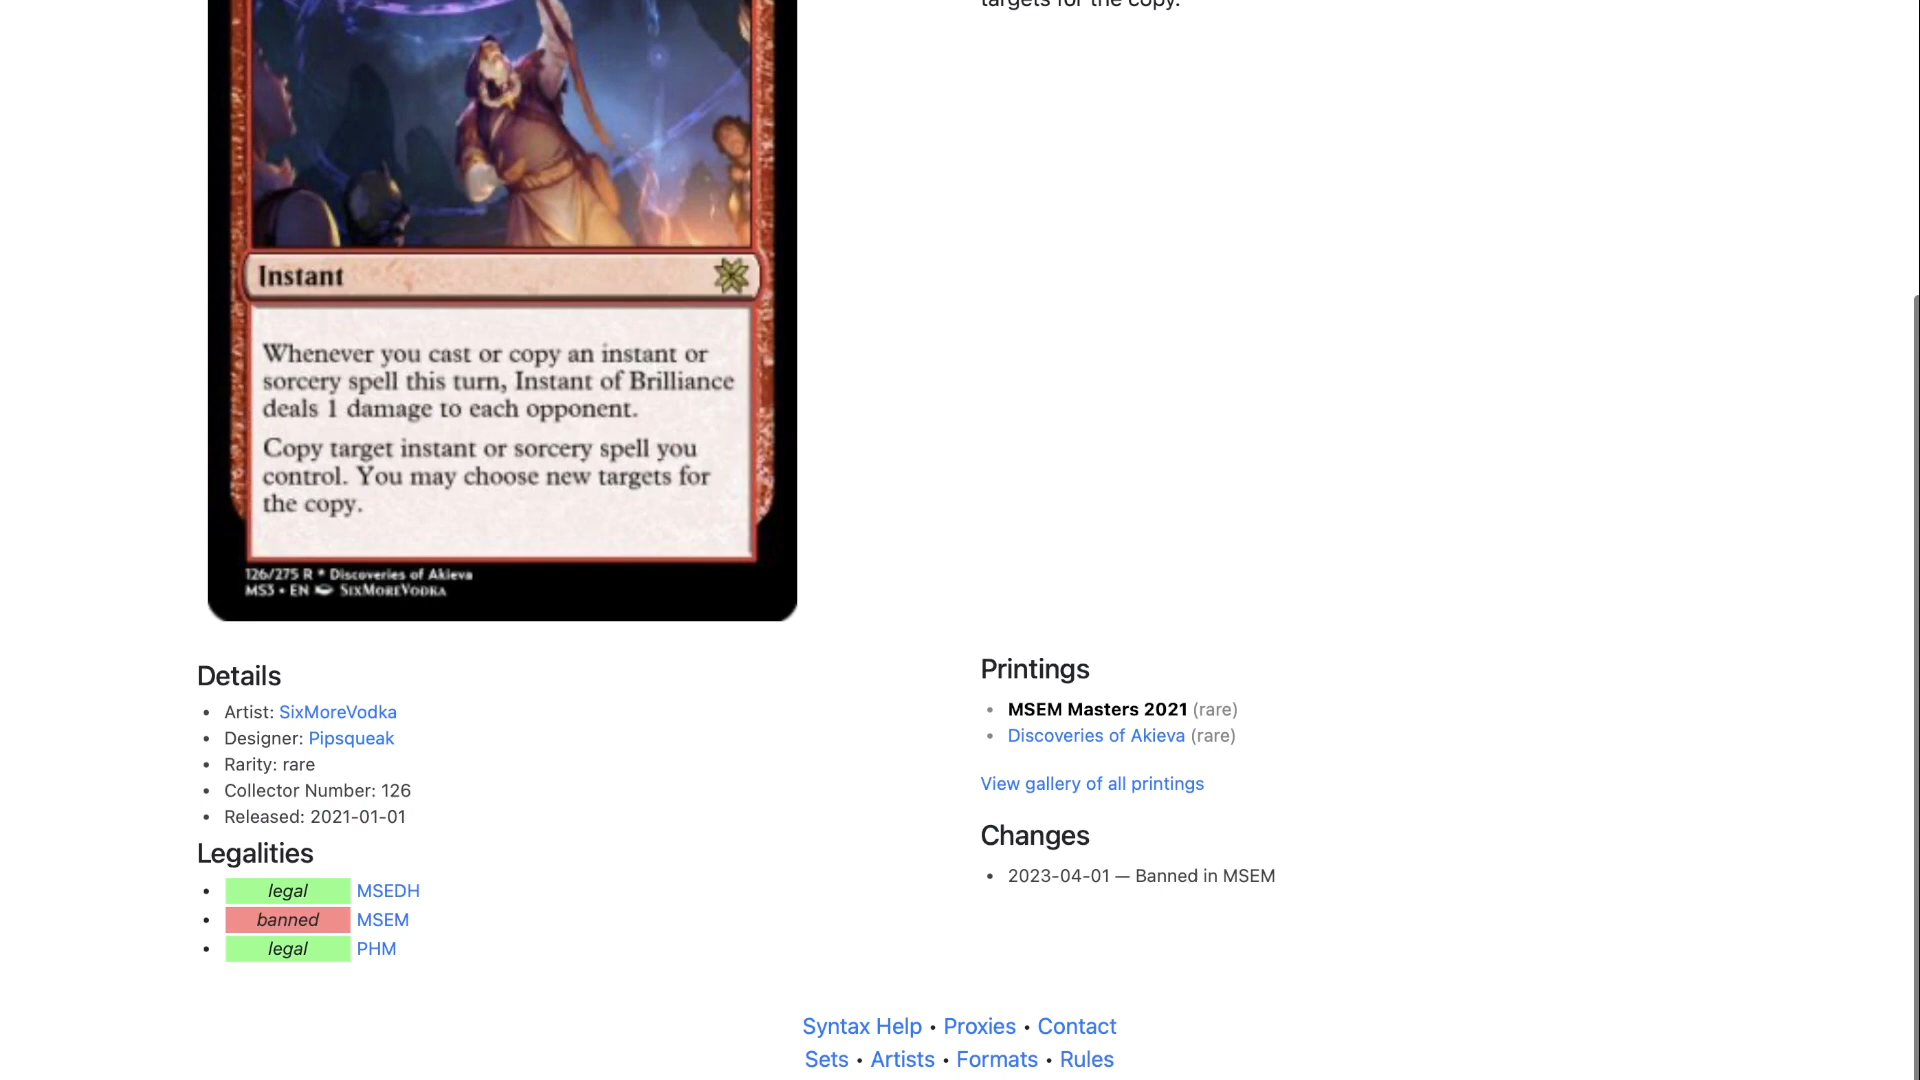 targets for the copy.
Instant
Whenever you cast or copy an instant or
sorcery spell this turn, Instant of Brilliance
deals 1 damage to each opponent.
Copy target instant or sorcery spell you
control. You may choose new targets for
the copy.
126/275 R * Discoveries of Akieva
MS3 • EN SixMoreVodka
Details
• Artist: SixMoreVodka
• Designer: Pipsqueak
• Rarity: rare
• Collector Number: 126
• Released: 2021-01-01
Legalities
• legal MSEDH
• banned MSEM
• legal PHM
Printings
• MSEM Masters 2021 (rare)
• Discoveries of Akieva (rare)
View gallery of all printings
Changes
• 2023-04-01 — Banned in MSEM
Syntax Help • Proxies • Contact
Sets • Artists • Formats • Rules